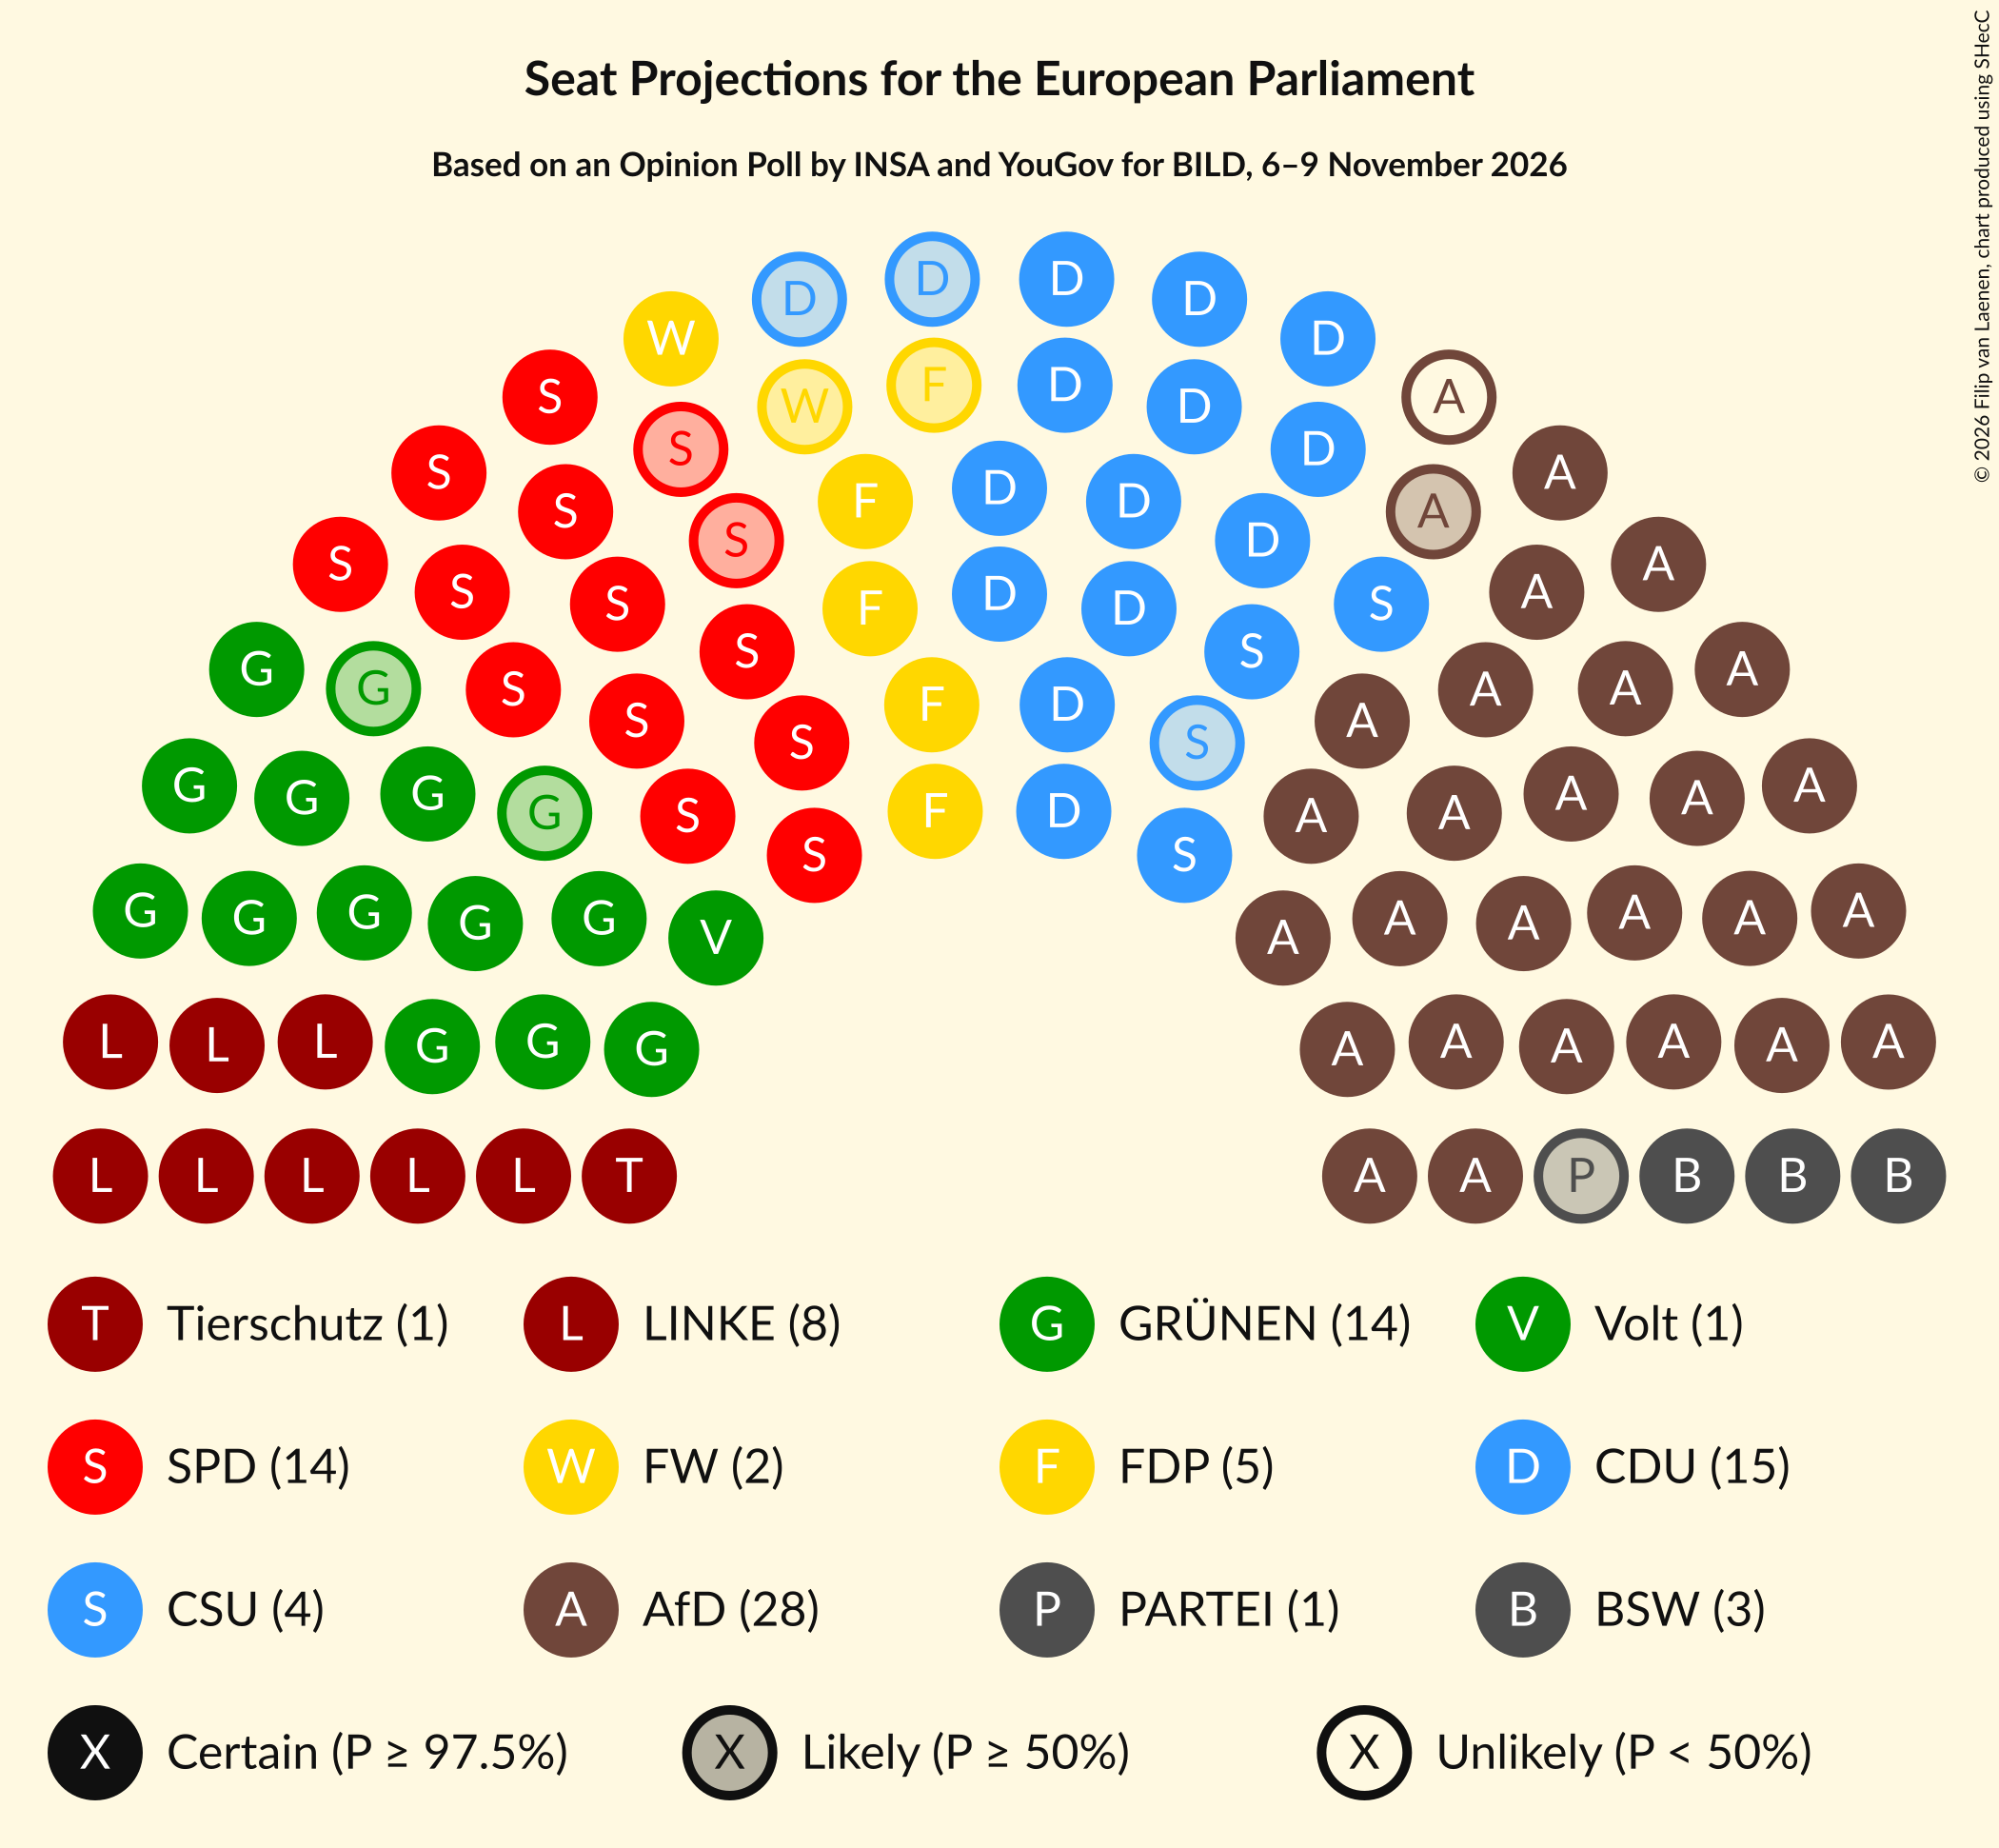 © 2026 Filip van Laenen, chart produced using SHecC
Seat Projections for the European Parliament
Based on an Opinion Poll by INSA and YouGov for BILD, 6–9 November 2026
D D
D D
W D
F D
S A
W D
S D
S A
D
F D
S A
S D
S A
S D A
S F D S
S S
G A
G S A A
F D
S A
S S
G A
G G A A
G S F D A A
S S
G G G G G V A A A A A A
L L L G G G A A A A A A
L L L L L T A A P B B B
T Tierschutz (1) L LINKE (8) G GRÜNEN (14) V Volt (1)
S SPD (14) W FW (2) F FDP (5) D CDU (15)
S CSU (4) A AfD (28) P PARTEI (1) B BSW (3)
X Certain (P ≥ 97.5%) X Likely (P ≥ 50%) X Unlikely (P < 50%)